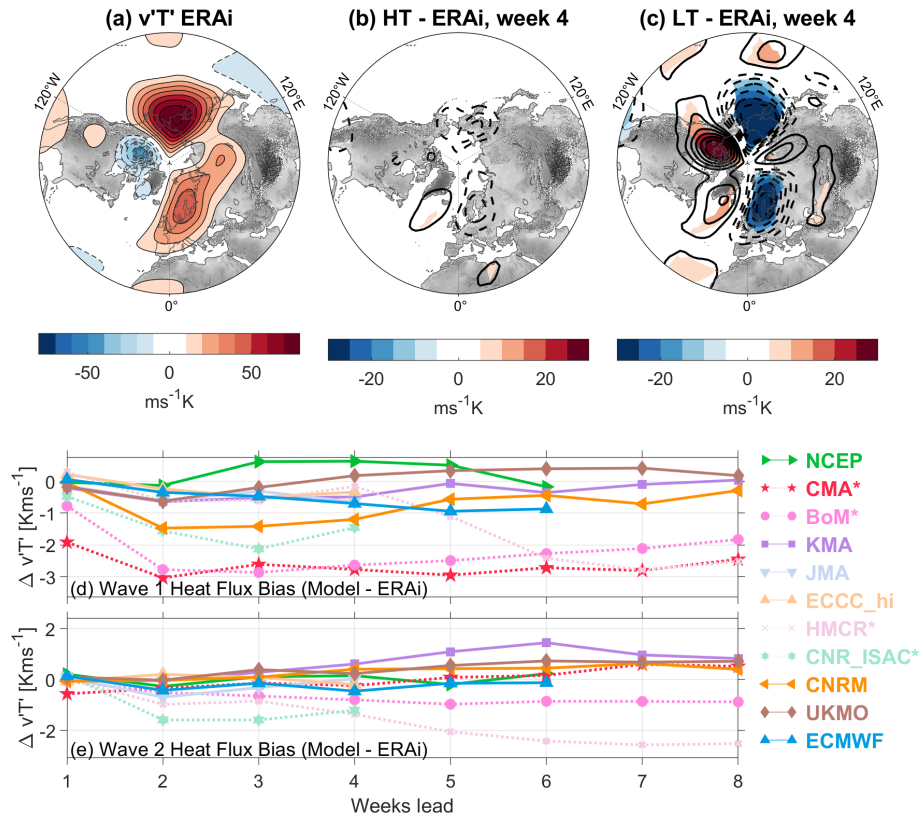 (a) v'T' ERAi
(b) HT - ERAi, week 4
(c) LT - ERAi, week 4
120°W
120°E
120°W
120°E
120°W
120°E
0°
0°
0°
-50
0
50
-20
0
20
-20
0
20
ms⁻¹K
ms⁻¹K
ms⁻¹K
Δ v'T' [Kms⁻¹]
0
-1
-2
-3
(d) Wave 1 Heat Flux Bias (Model - ERAi)
Δ v'T' [Kms⁻¹]
2
0
-2
(e) Wave 2 Heat Flux Bias (Model - ERAi)
1
2
3
4
5
6
7
8
Weeks lead
NCEP
CMA*
BoM*
KMA
JMA
ECCC_hi
HMCR*
CNR_ISAC*
CNRM
UKMO
ECMWF